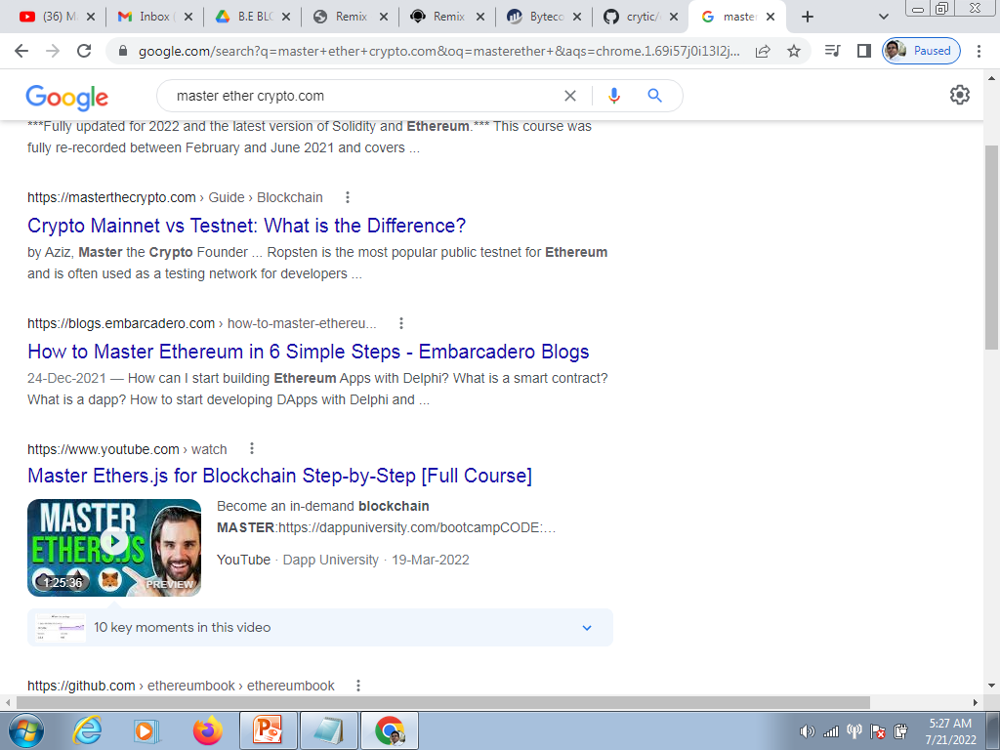 (36) M
Inbox
B.E BL
Remix
Remix
Byteco
crytic/
master
google.com/search?q=master+ether+crypto.com&oq=masterether+&aqs=chrome.1.69i57j0i13l2j...
Paused
Google
master ether crypto.com
***Fully updated for 2022 and the latest version of Solidity and Ethereum.*** This course was
fully re-recorded between February and June 2021 and covers ...
https://masterthecrypto.com › Guide › Blockchain
Crypto Mainnet vs Testnet: What is the Difference?
by Aziz, Master the Crypto Founder ... Ropsten is the most popular public testnet for Ethereum
and is often used as a testing network for developers ...
https://blogs.embarcadero.com › how-to-master-ethereu...
How to Master Ethereum in 6 Simple Steps - Embarcadero Blogs
24-Dec-2021 — How can I start building Ethereum Apps with Delphi? What is a smart contract?
What is a dapp? How to start developing DApps with Delphi and ...
https://www.youtube.com › watch
Master Ethers.js for Blockchain Step-by-Step [Full Course]
MASTER
ETHERS.JS
1:25:36
PREVIEW
Become an in-demand blockchain
MASTER:https://dappuniversity.com/bootcampCODE:…
YouTube · Dapp University · 19-Mar-2022
10 key moments in this video
https://github.com › ethereumbook › ethereumbook
5:27 AM
7/21/2022